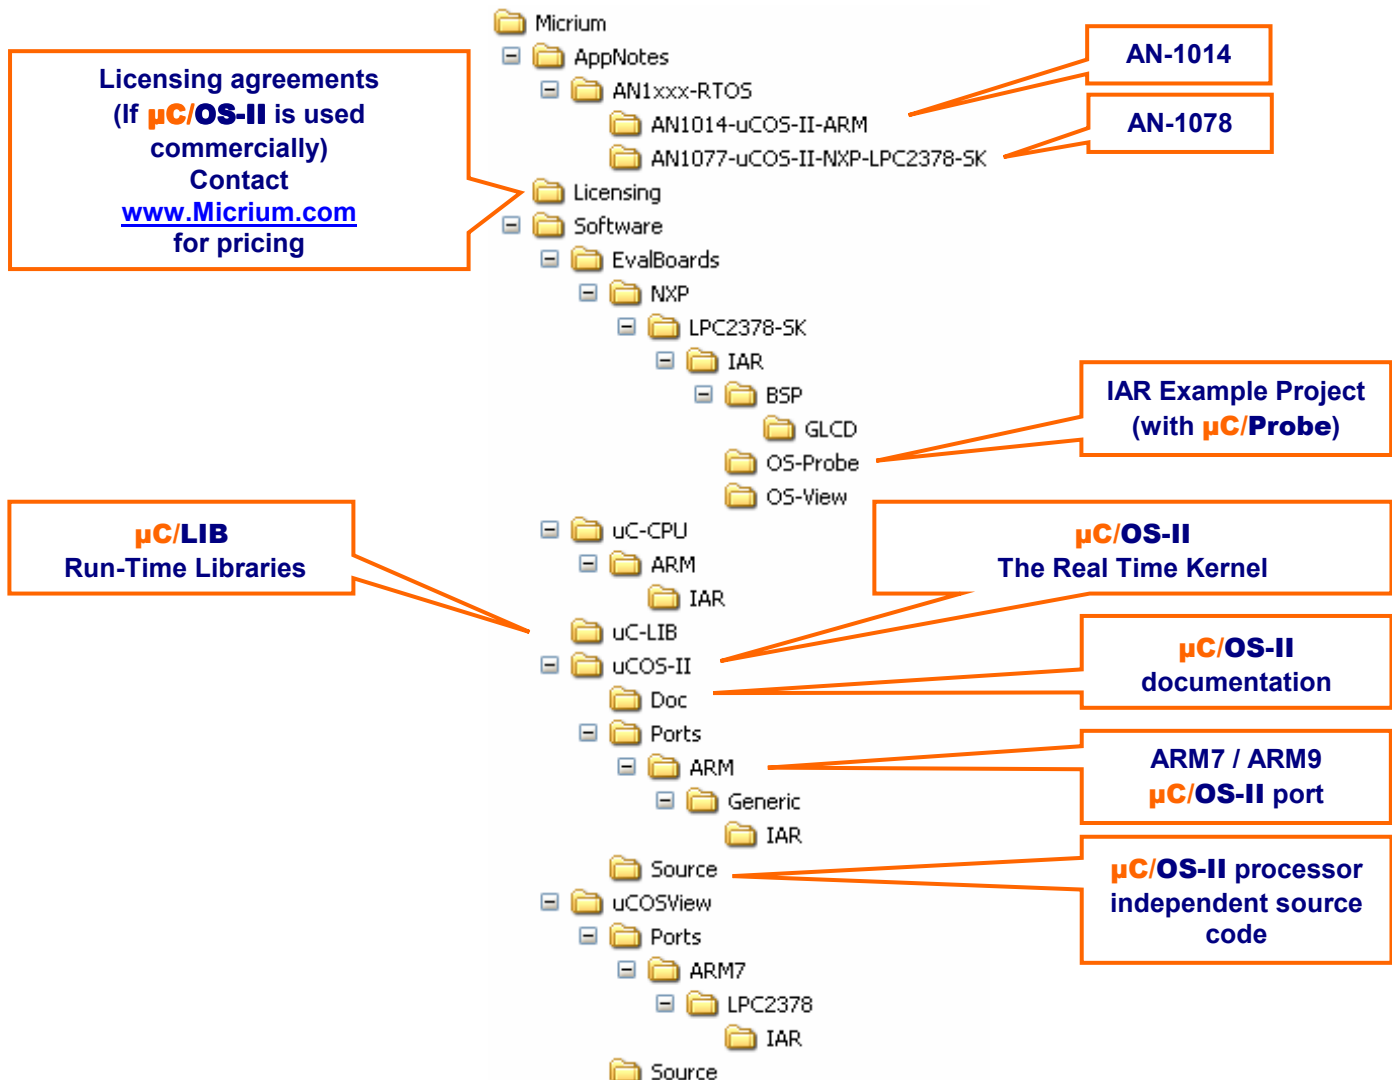 Micrium
AppNotes
AN1xxx-RTOS
AN1014-uCOS-II-ARM
AN1077-uCOS-II-NXP-LPC2378-SK
Licensing
Software
EvalBoards
NXP
LPC2378-SK
IAR
BSP
GLCD
OS-Probe
OS-View
uC-CPU
ARM
IAR
uC-LIB
uCOS-II
Doc
Ports
ARM
Generic
IAR
Source
uCOSView
Ports
ARM7
LPC2378
IAR
Source
Licensing agreements
(If µC/OS-II is used
commercially)
Contact
www.Micrium.com
for pricing
µC/LIB
Run-Time Libraries
AN-1014
AN-1078
IAR Example Project
(with µC/Probe)
µC/OS-II
The Real Time Kernel
µC/OS-II
documentation
ARM7 / ARM9
µC/OS-II port
µC/OS-II processor
independent source
code